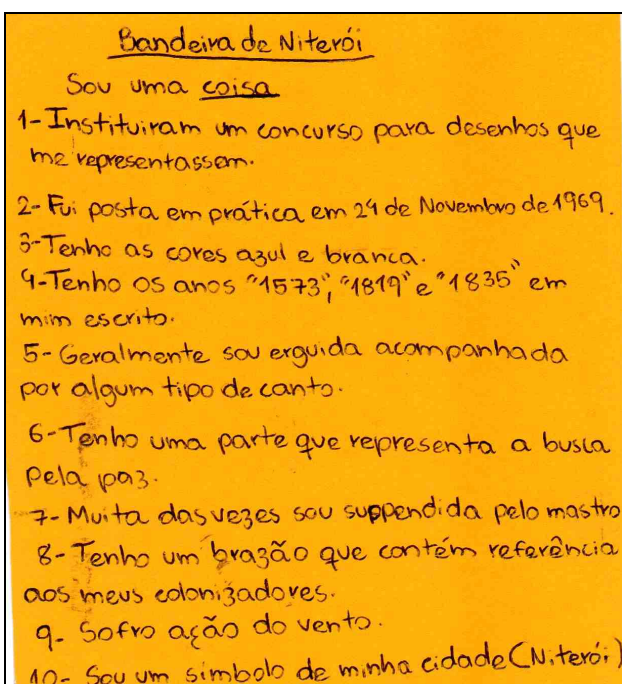 Bandeira de Niterói
Sou uma coisa
1- Instituiram um concurso para desenhos que
me representassem.
2- Fui posta em prática em 24 de Novembro de 1969.
3- Tenho as cores azul e branca.
4- Tenho os anos "1573", "1819" e "1835" em
mim escrito.
5- Geralmente sou erguida acompanhada
por algum tipo de canto.
6- Tenho uma parte que representa a busca
pela paz.
7- Muita das vezes sou suppendida pelo mastro
8- Tenho um brazão que contém referência
aos meus colonizadores.
9- Sofro ação do vento.
10- Sou um símbolo de minha cidade (Niterói)